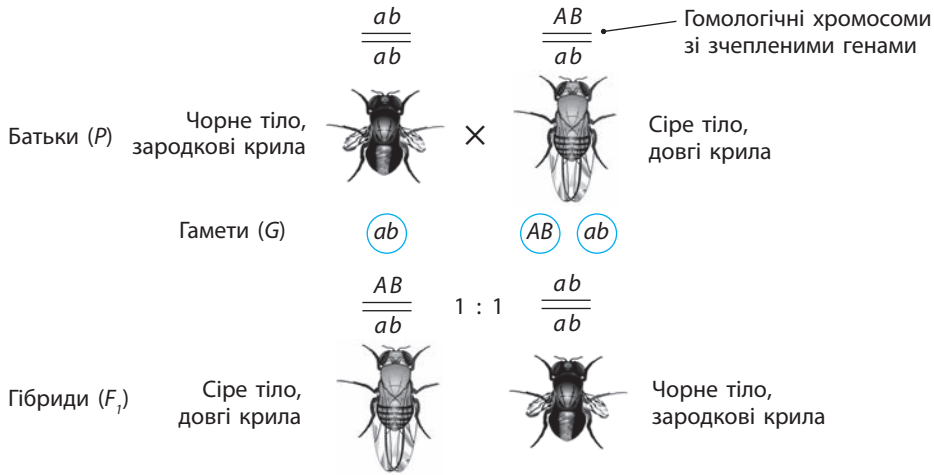 ab
ab
AB
ab
Гомологічні хромосоми
зі зчепленими генами
Батьки (P)
Чорне тіло,
зародкові крила
×
Сіре тіло,
довгі крила
Гамети (G)
ab
AB
ab
AB
ab
1 : 1
ab
ab
Гібриди (F₁)
Сіре тіло,
довгі крила
Чорне тіло,
зародкові крила